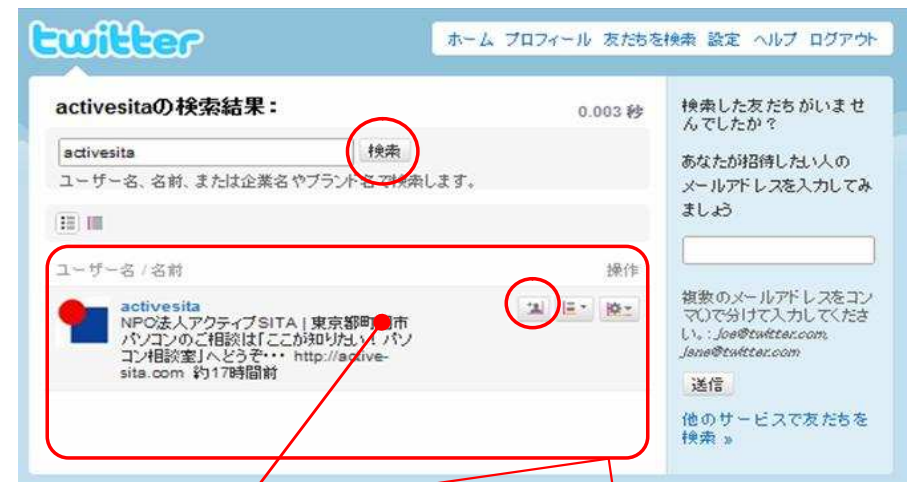 twitter
ホーム プロフィール 友だちを検索 設定 ヘルプ ログアウト
activesitaの検索結果：
0.003 秒
activesita
検索
ユーザー名、名前、または企業名やブランド名で検索します。
ユーザー名 / 名前
操作
activesita
NPO法人アクティブSITA | 東京都町 市
パソコンのご相談は「ここが知りたい! パソ
コン相談室」へどうぞ・・・ http://active-
sita.com 約17時間前
検索した友だちがいませ
んでしたか？
あなたが招待したい人の
メールアドレスを入力してみ
ましょう
複数のメールアドレスをコン
マ()で分けて入力してくださ
い。: Joe@twitter.com,
Jane@twitter.com
送信
他のサービスで友だちを
検索 »